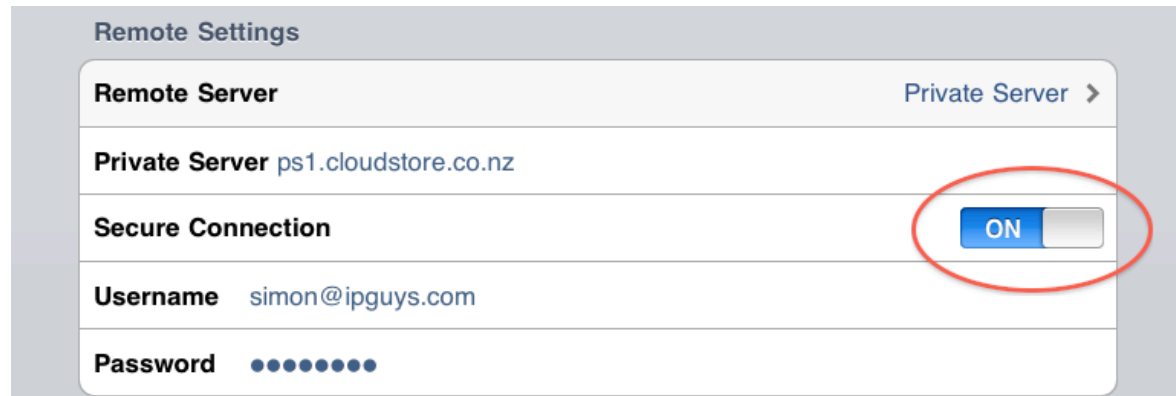 Remote Settings
Remote Server Private Server >
Private Server ps1.cloudstore.co.nz
Secure Connection ON
Username simon@ipguys.com
Password ●●●●●●●●